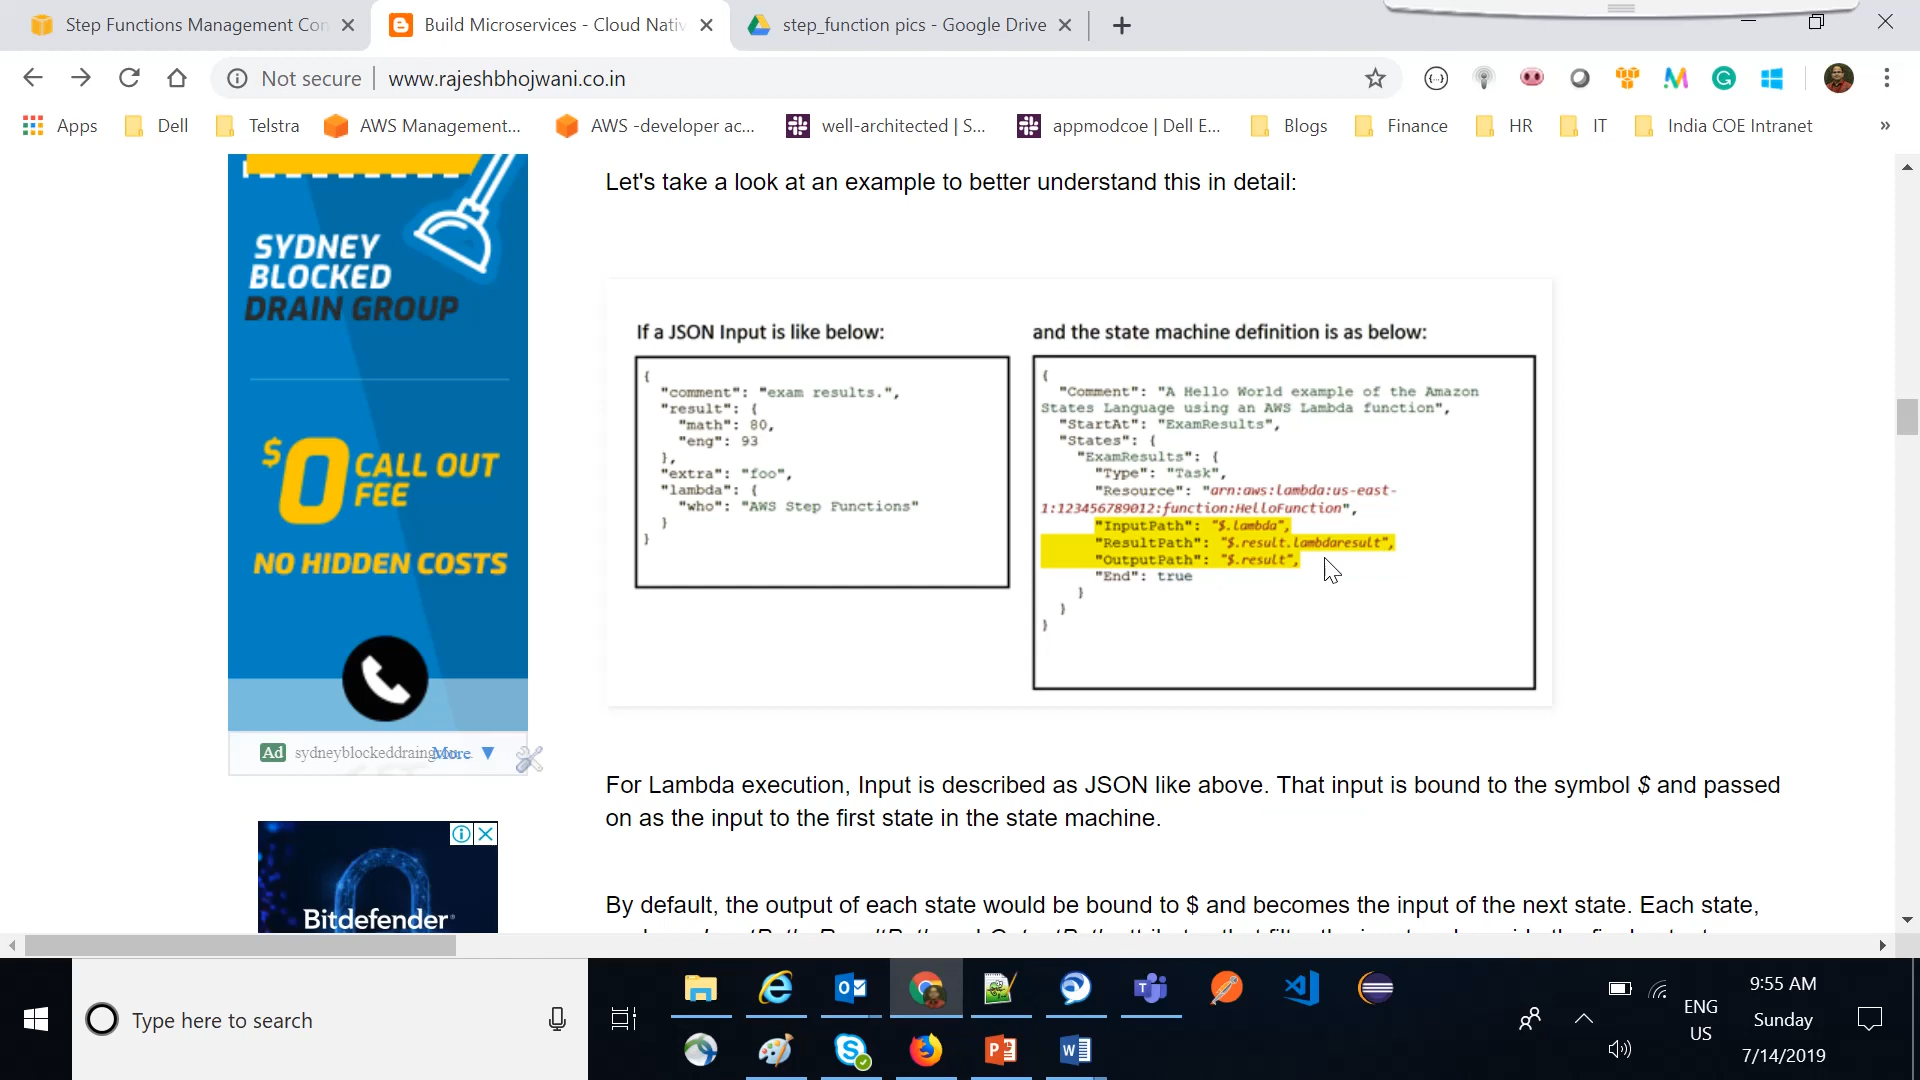 Step Functions Management Con
Build Microservices - Cloud Nativ
step_function pics - Google Drive
Not secure
www.rajeshbhojwani.co.in
Apps
Dell
Telstra
AWS Management...
AWS -developer ac...
well-architected | S...
appmodcoe | Dell E...
Blogs
Finance
HR
IT
India COE Intranet
»
SYDNEY
BLOCKED
DRAIN GROUP
$0 CALL OUT
FEE
NO HIDDEN COSTS
Ad
More
Bitdefender
Let's take a look at an example to better understand this in detail:
If a JSON Input is like below:
{
"comment": "exam results.",
"result": {
"math": 80,
"eng": 93
},
"extra": "foo",
"lambda": {
"who": "AWS Step Functions"
}
}
and the state machine definition is as below:
{
"Comment": "A Hello World example of the Amazon
States Language using an AWS Lambda function",
"StartAt": "ExamResults",
"States": {
"ExamResults": {
"Type": "Task",
"Resource": "arn:aws:lambda:us-east-
1:123456789012:function:HelloFunction",
"InputPath": "$.lambda",
"ResultPath": "$.result.lambdaresult",
"OutputPath": "$.result",
"End": true
}
}
}
For Lambda execution, Input is described as JSON like above. That input is bound to the symbol $ and passed
on as the input to the first state in the state machine.
By default, the output of each state would be bound to $ and becomes the input of the next state. Each state,
Type here to search
ENG
US
9:55 AM
Sunday
7/14/2019